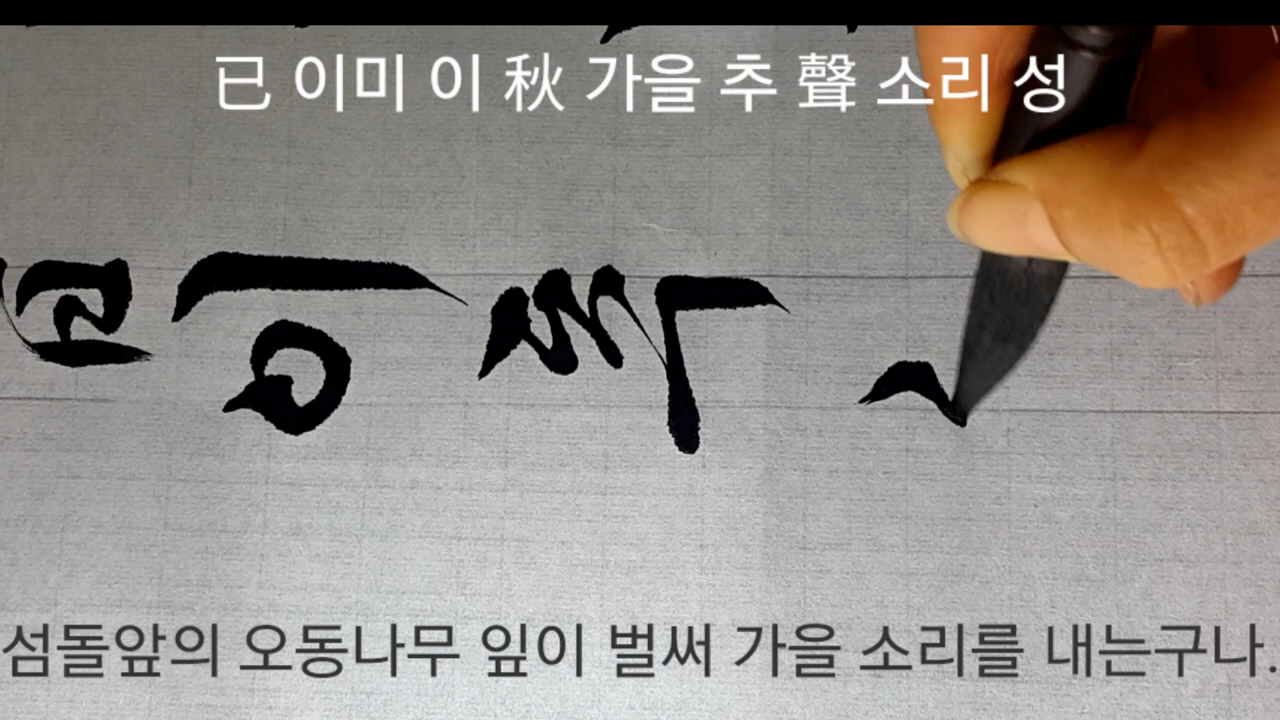 已 이미 이 秋 가을 추 聲 소리 성
섬돌앞의 오동나무 잎이 벌써 가을 소리를 내는구나.